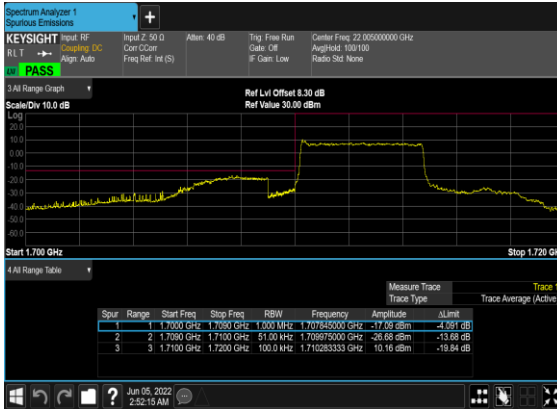 Spectrum Analyzer 1
Spurious Emissions
+
KEYSIGHT Input: RF Input Z: 50 Ω Atten: 40 dB Trig: Free Run Center Freq: 22.005000000 GHz
RLT Coupling: DC Corr CCorr Gate: Off Avg|Hold: 100/100
Align: Auto Freq Ref: Int (S) IF Gain: Low Radio Std: None
PASS
3 All Range Graph Ref Lvl Offset 8.30 dB
Scale/Div 10.0 dB Ref Value 30.00 dBm
Log
20.0
10.0
0.00
-10.0
-20.0
-30.0
-40.0
-50.0
-60.0
Start 1.700 GHz Stop 1.720 GH
4 All Range Table
Measure Trace Trace 1
Trace Type Trace Average (Active
Spur Range Start Freq Stop Freq RBW Frequency Amplitude ΔLimit
1 1 1.7000 GHz 1.7090 GHz 1.000 MHz 1.707845000 GHz -17.09 dBm -4.091 dB
2 2 1.7090 GHz 1.7100 GHz 51.00 kHz 1.709975000 GHz -26.68 dBm -13.68 dB
3 3 1.7100 GHz 1.7200 GHz 100.0 kHz 1.710283333 GHz 10.16 dBm -19.84 dB
? Jun 05, 2022
2:52:15 AM